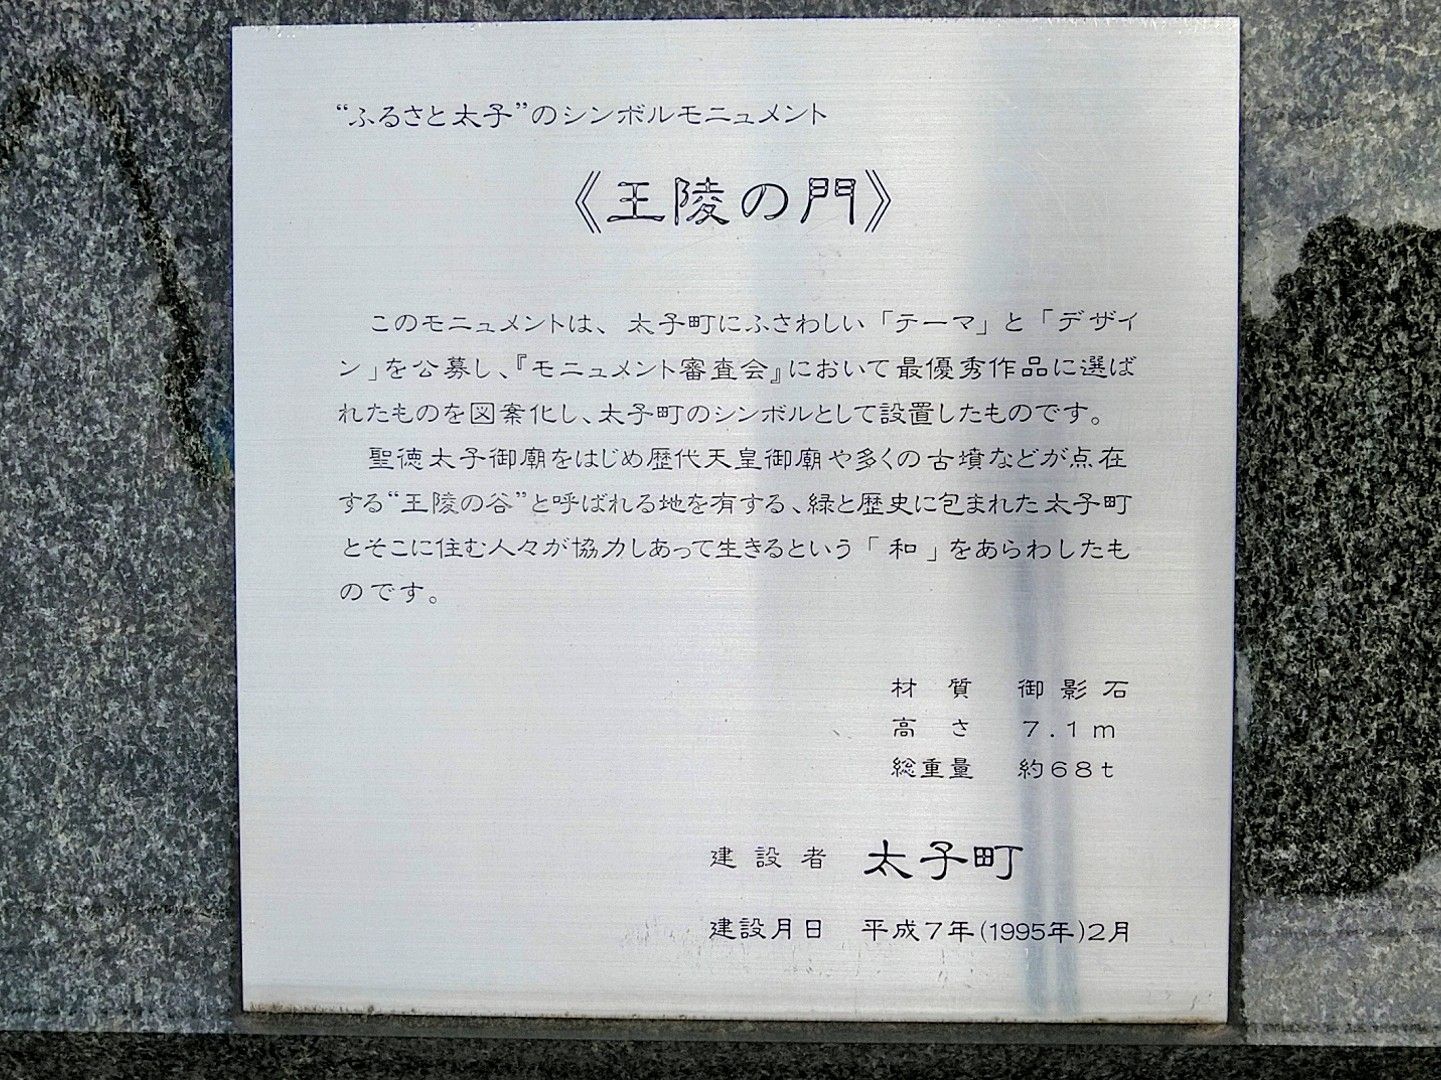 “ふるさと太子”のシンボルモニュメント
《王陵の門》
このモニュメントは、太子町にふさわしい「テーマ」と「デザイ
ン」を公募し、『モニュメント審査会』において最優秀作品に選ば
れたものを図案化し、太子町のシンボルとして設置したものです。
聖徳太子御廟をはじめ歴代天皇御廟や多くの古墳などが点在
する“王陵の谷”と呼ばれる地を有する、緑と歴史に包まれた太子町
とそこに住む人々が協力しあって生きるという「和」をあらわしたも
のです。
材質 御影石
高さ 7.1m
総重量 約68t
建設者 太子町
建設月日 平成7年(1995年)2月